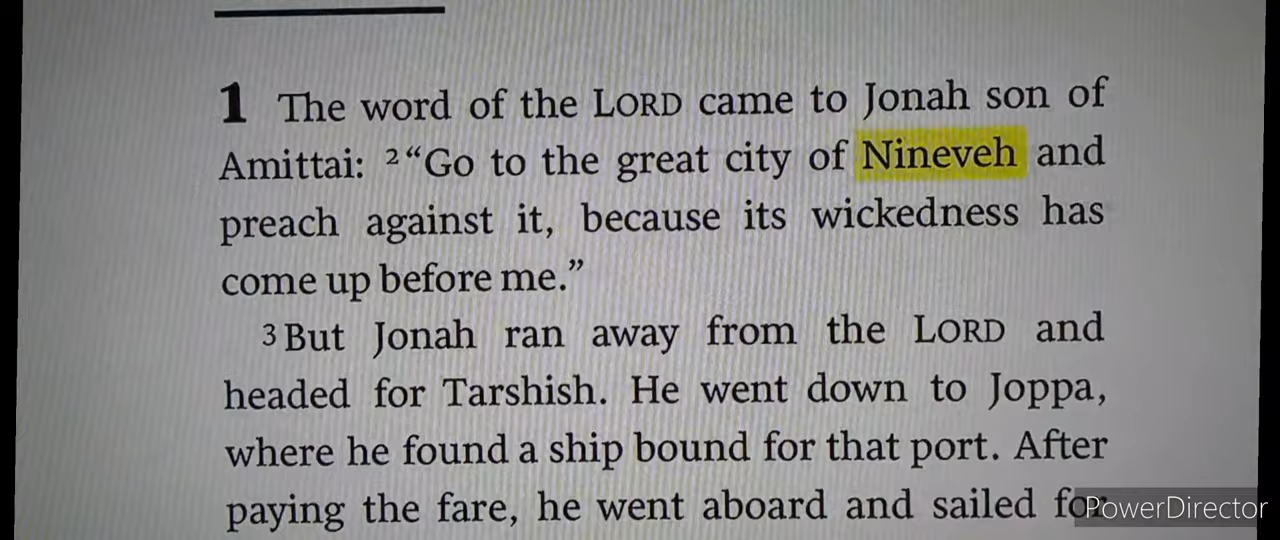 1 The word of the LORD came to Jonah son of
Amittai: 2 “Go to the great city of Nineveh and
preach against it, because its wickedness has
come up before me.”
3 But Jonah ran away from the LORD and
headed for Tarshish. He went down to Joppa,
where he found a ship bound for that port. After
paying the fare, he went aboard and sailed for
PowerDirector